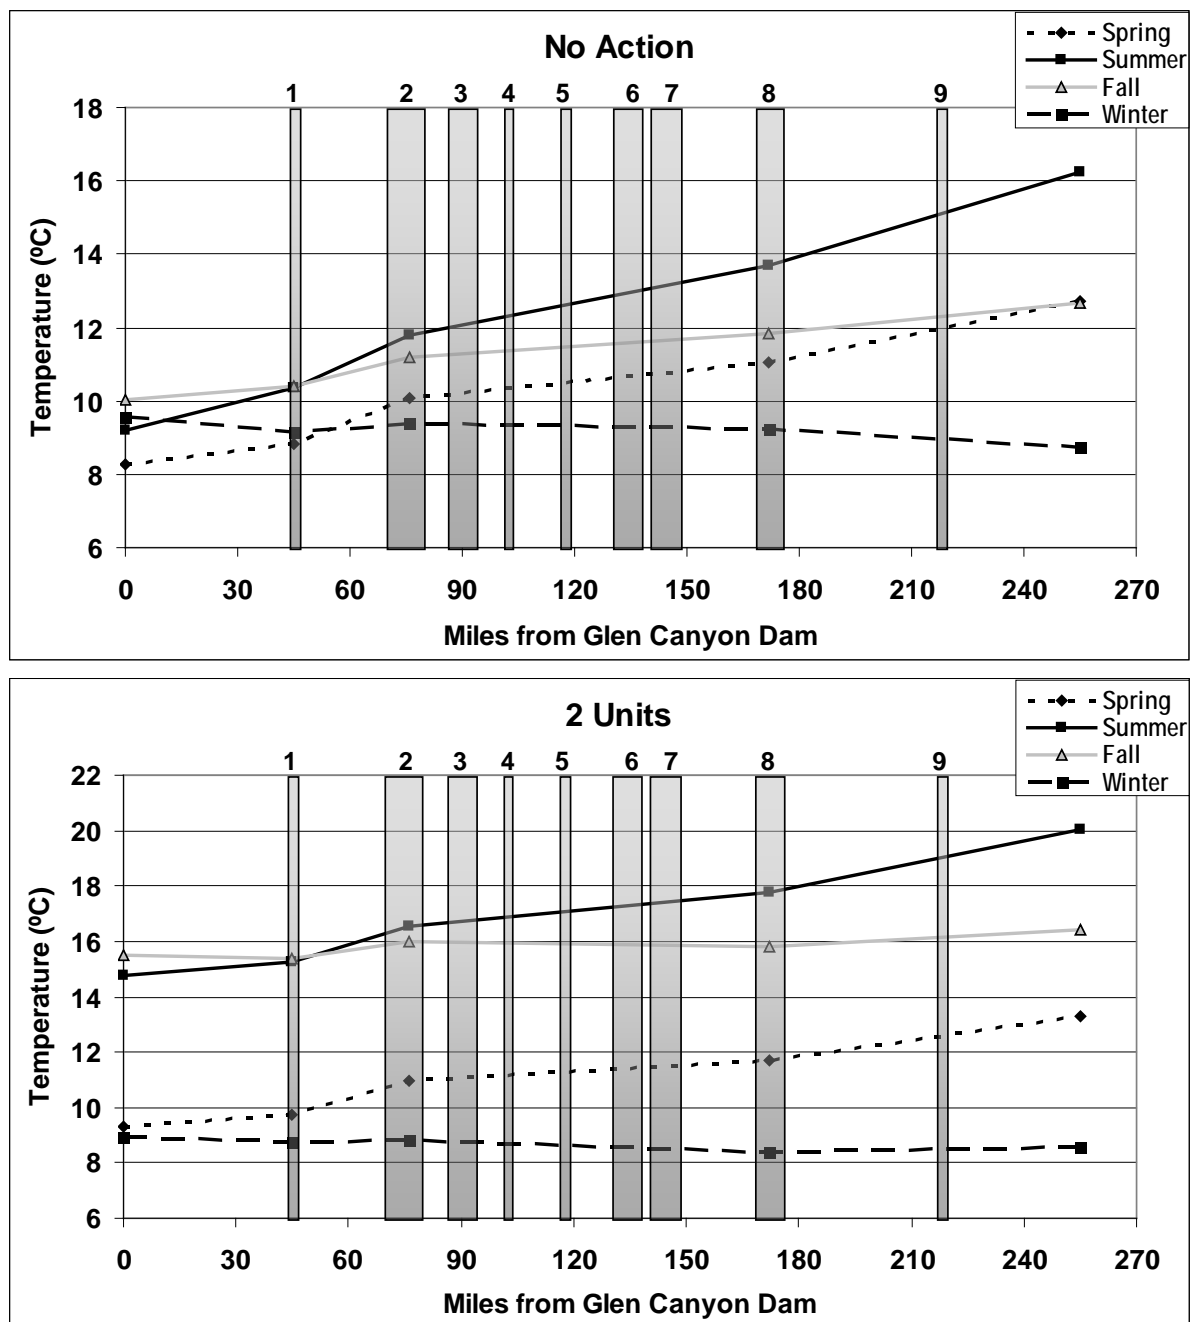 No Action
Spring
Summer
Fall
Winter
1 2 3 4 5 6 7 8 9
18
16
14
12
10
8
6
Temperature (ºC)
0 30 60 90 120 150 180 210 240 270
Miles from Glen Canyon Dam
2 Units
Spring
Summer
Fall
Winter
1 2 3 4 5 6 7 8 9
22
20
18
16
14
12
10
8
6
Temperature (ºC)
0 30 60 90 120 150 180 210 240 270
Miles from Glen Canyon Dam